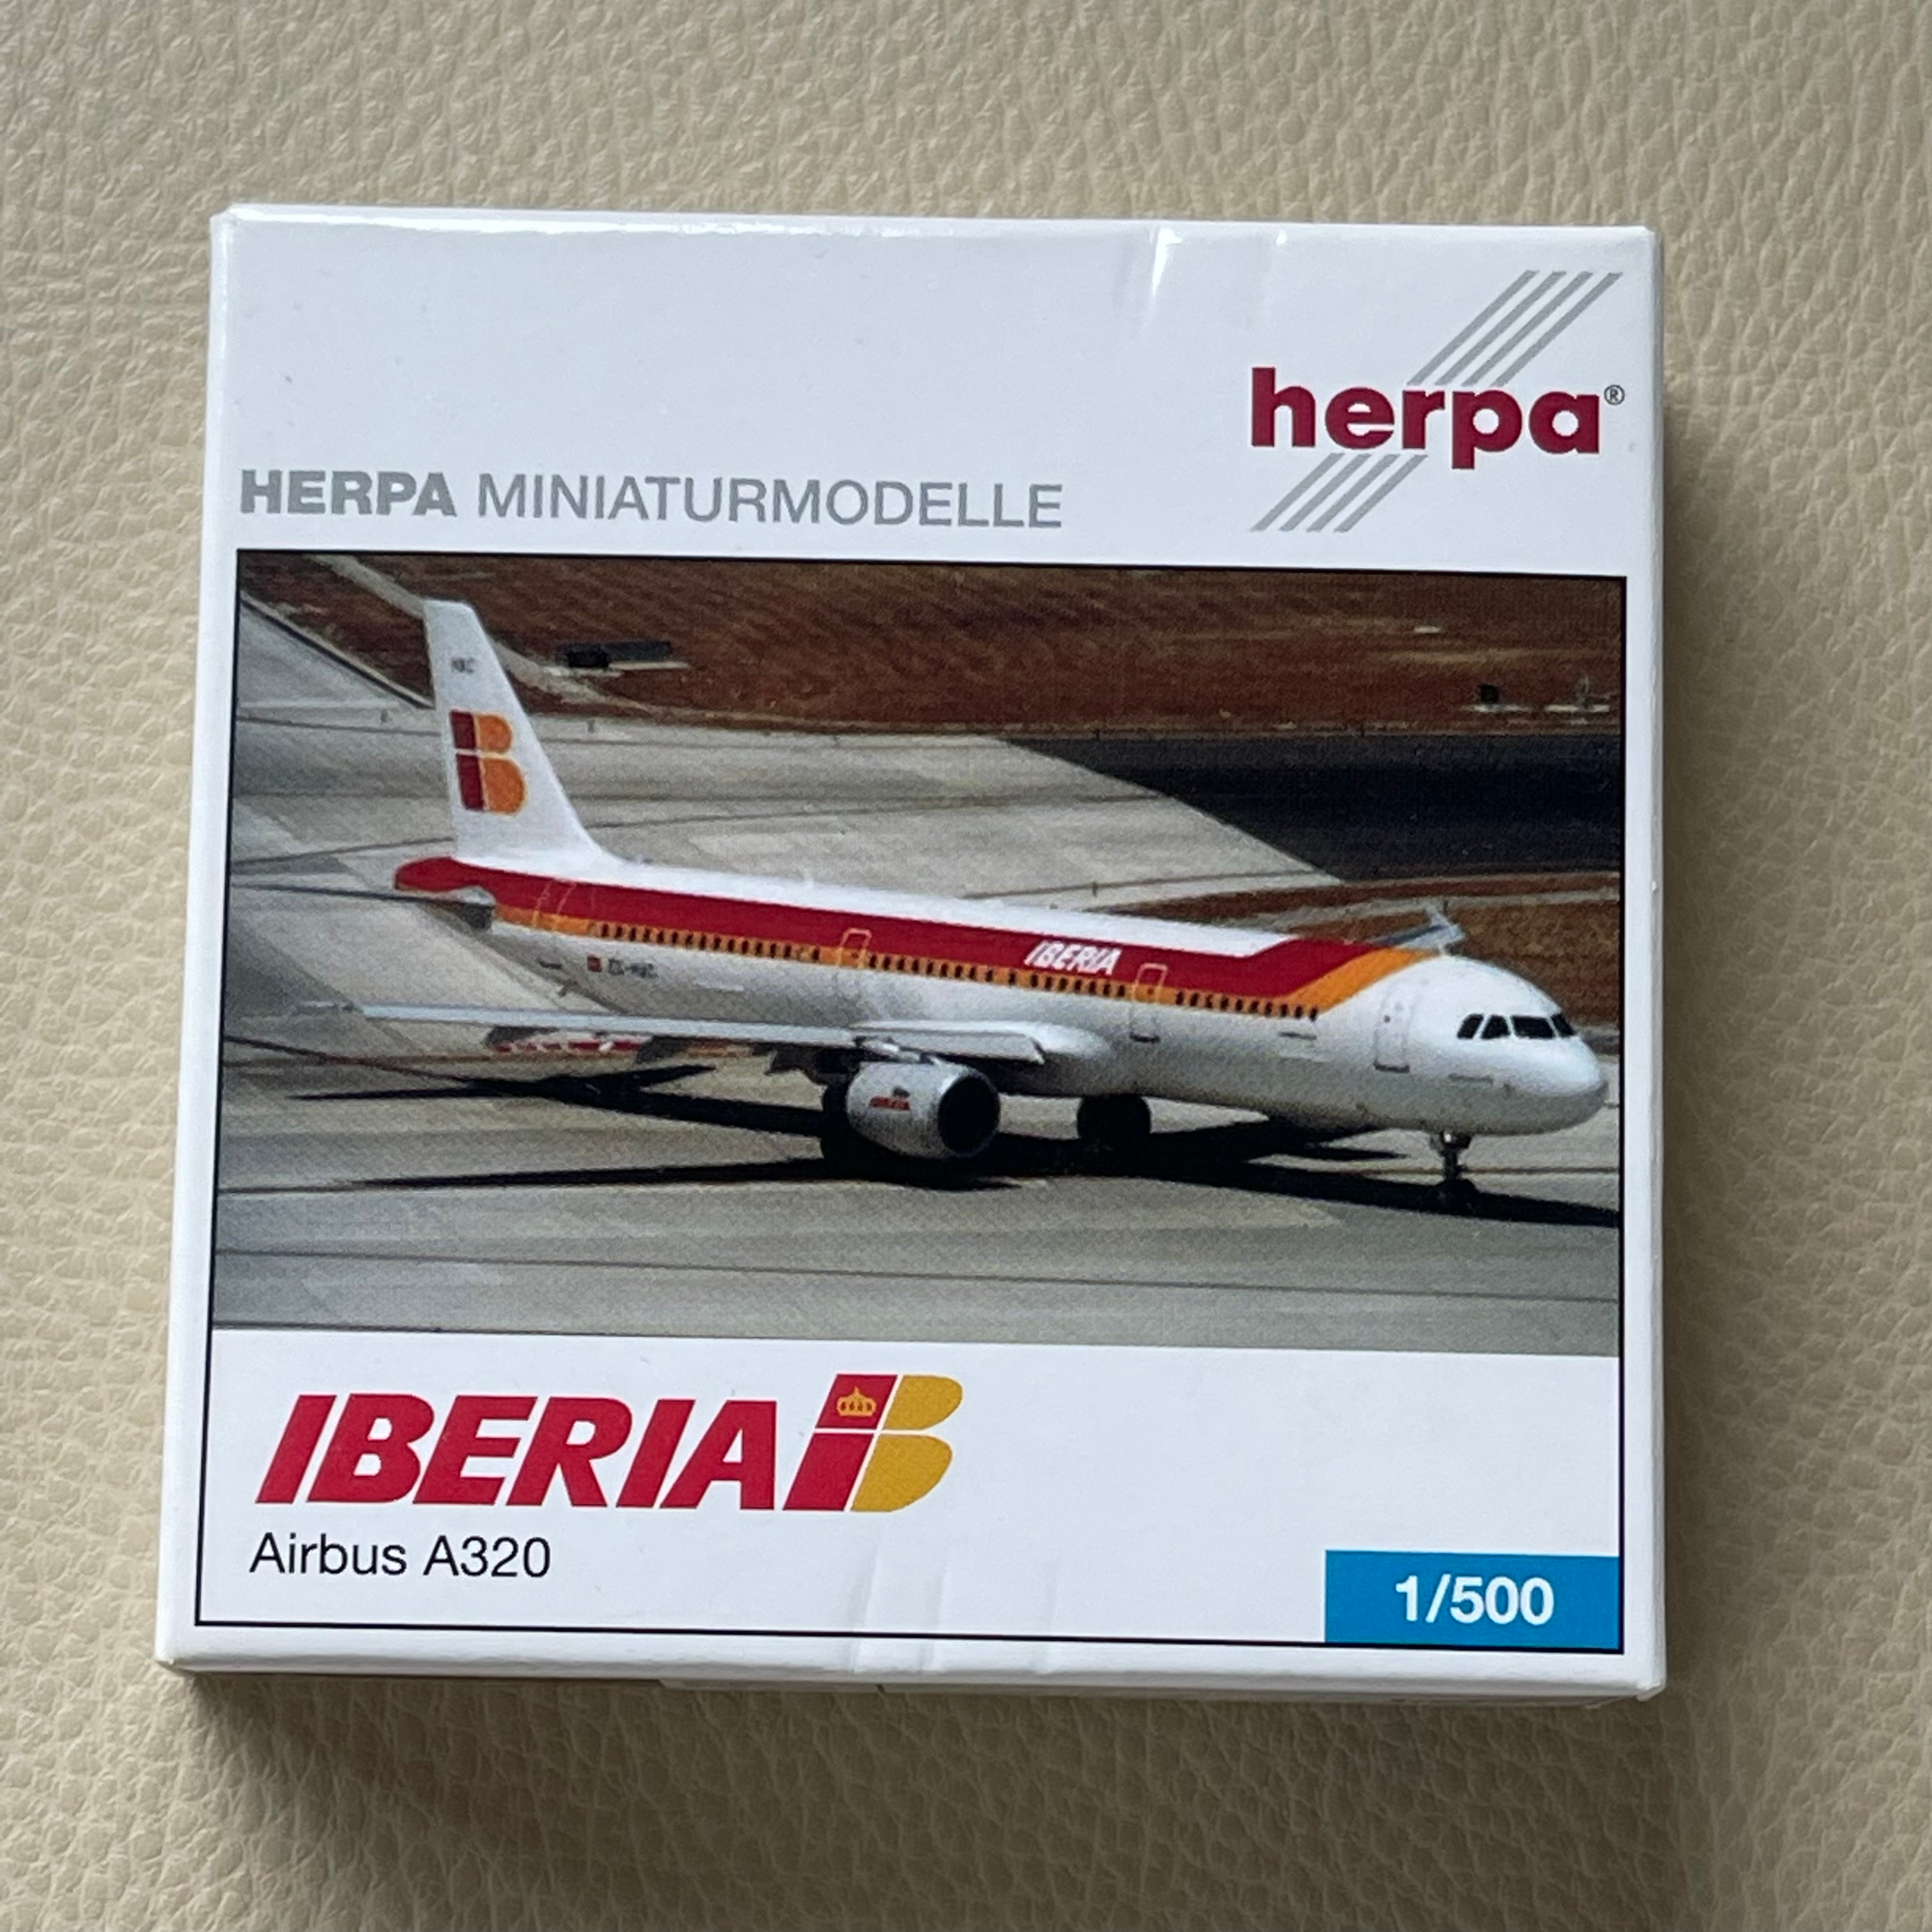 herpa®
HERPA MINIATURMODELLE
IBERIA
IBERIA
Airbus A320
1/500